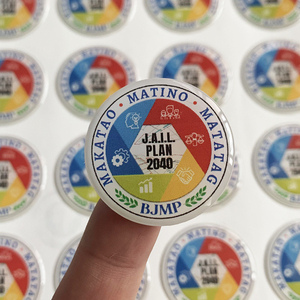 MAKATAO • MATINO • MATATAG
J.A.I.L
PLAN
2040
BJMP